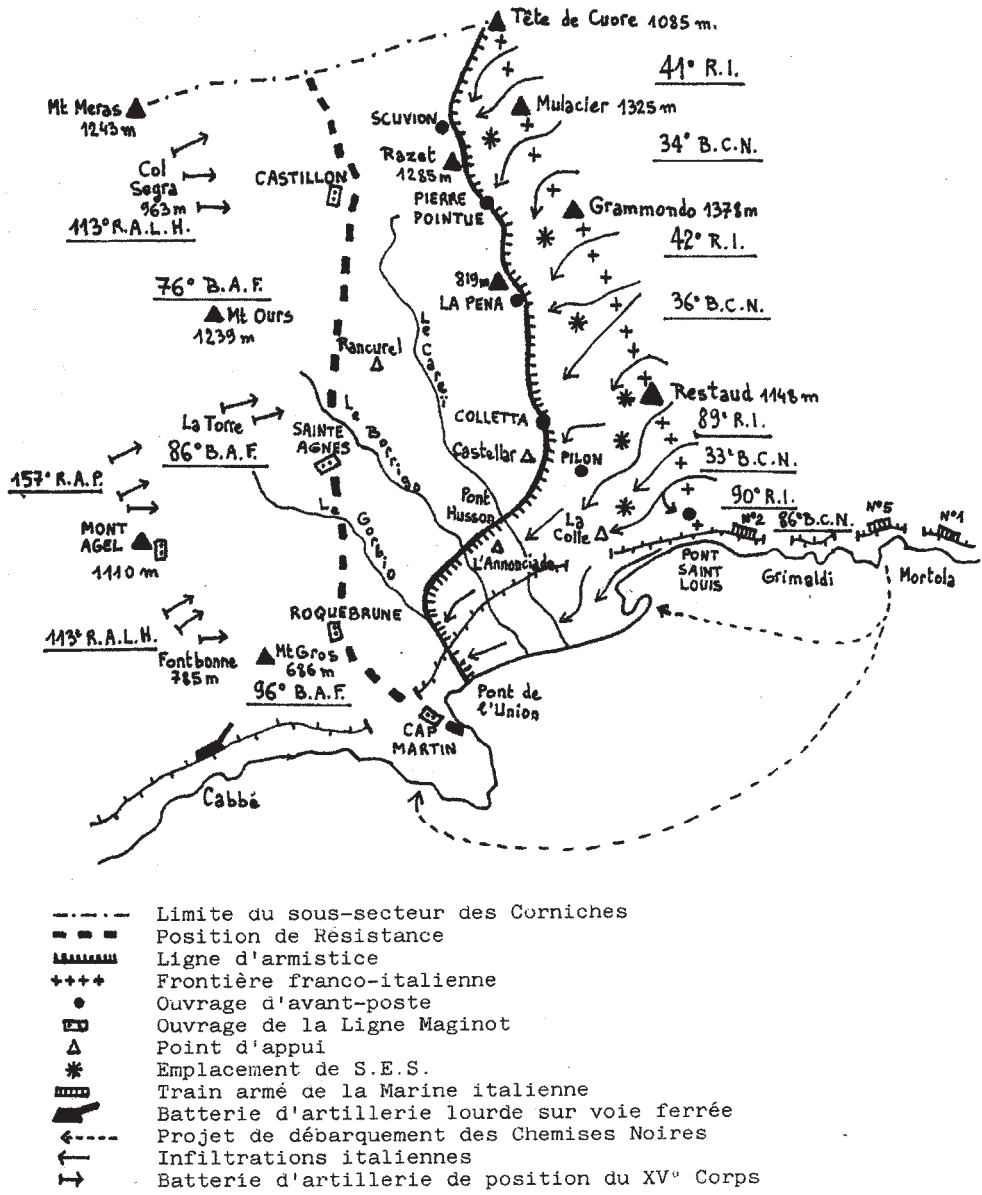 Tête de Cuore 1085 m.
41° R.I.
Mt Meras
1243 m
Mulacier 1325 m
SCUVION
34° B.C.N.
Razet
1285 m
Col
Segra
963 m
CASTILLON
PIERRE
POINTUE
Grammondo 1378 m
113° R.A.L.H.
42° R.I.
76° B.A.F.
819 m
LA PENA
36° B.C.N.
Mt Ours
1239 m
Le Careï
Rancurel
Restaud 1148 m
La Torre
Le Borrigo
COLLETTA
89° R.I.
SAINTE
AGNES
86° B.A.F.
Castellar
PILON
33° B.C.N.
157° R.A.P.
Pont
Husson
90° R.I.
MONT
AGEL
1110 m
Le Gorbio
La
Colle
N°2
86° B.C.N.
N°5
N°1
L'Annonciade
PONT
SAINT
LOUIS
Grimaldi
Mortola
ROQUEBRUNE
113° R.A.L.H.
Fontbonne
785 m
Mt Gros
686 m
96° B.A.F.
Pont de
l'Union
CAP
MARTIN
Cabbé
Limite du sous-secteur des Corniches
Position de Résistance
Ligne d'armistice
Frontière franco-italienne
Ouvrage d'avant-poste
Ouvrage de la Ligne Maginot
Point d'appui
Emplacement de S.E.S.
Train armé de la Marine italienne
Batterie d'artillerie lourde sur voie ferrée
Projet de débarquement des Chemises Noires
Infiltrations italiennes
Batterie d'artillerie de position du XV° Corps